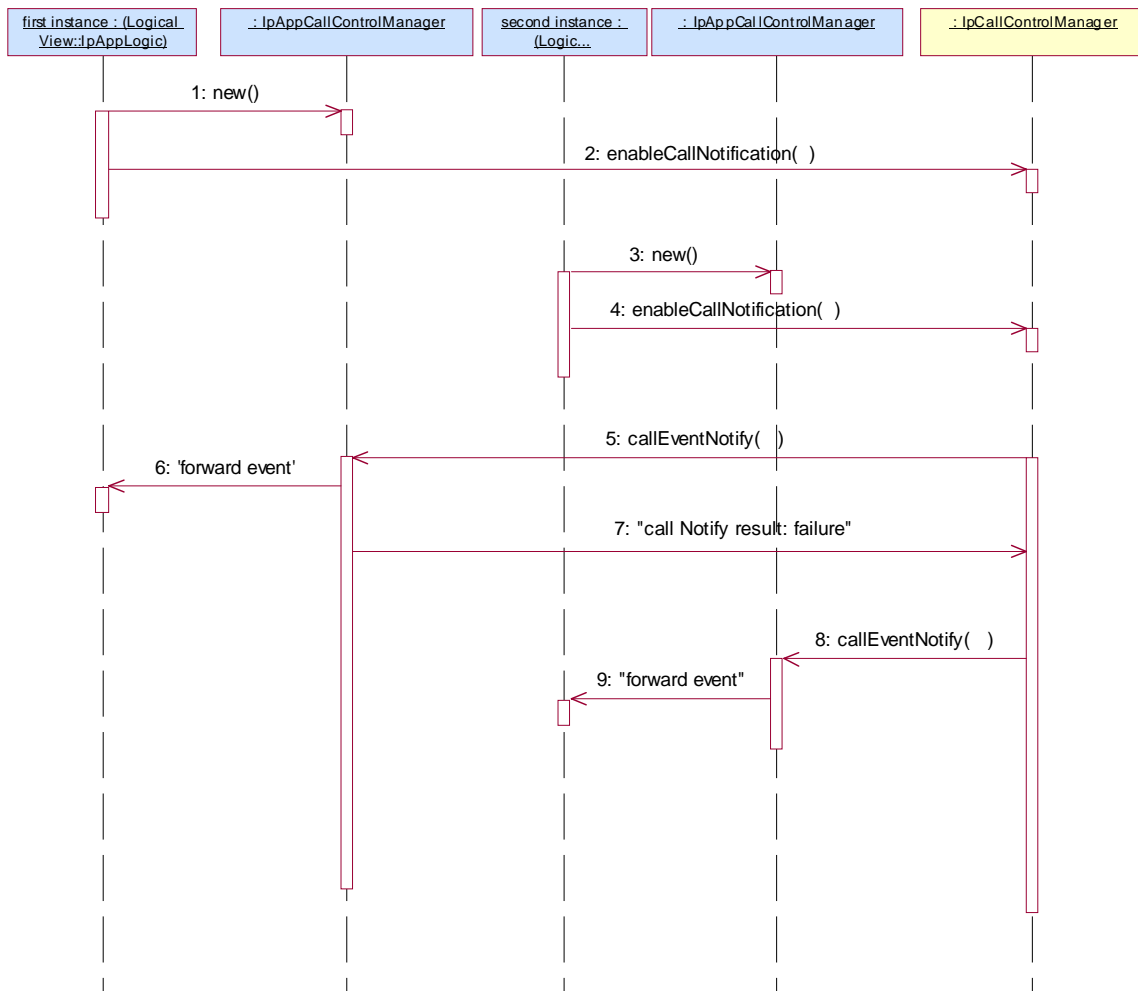 first instance : (Logical
View::IpAppLogic)
: IpAppCallControlManager
second instance :
(Logic...
: IpAppCallControlManager
: IpCallControlManager
1: new()
2: enableCallNotification(  )
3: new()
4: enableCallNotification(  )
5: callEventNotify(   )
6: 'forward event'
7: "call Notify result: failure"
8: callEventNotify(   )
9: "forward event"